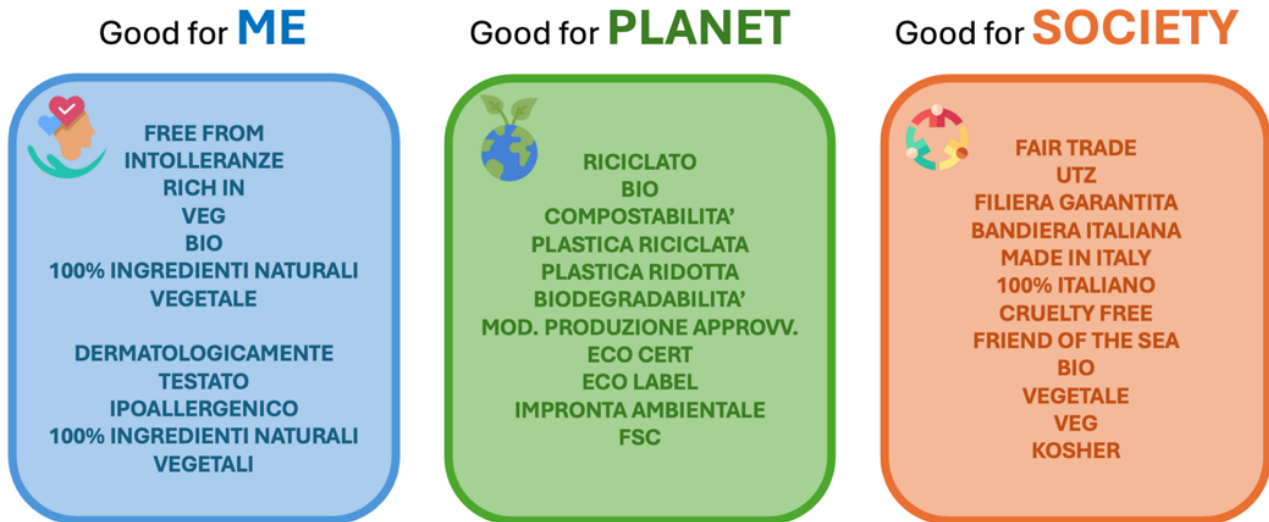 Good for ME
FREE FROM
INTOLLERANZE
RICH IN
VEG
BIO
100% INGREDIENTI NATURALI
VEGETALE
DERMATOLOGICAMENTE
TESTATO
IPOALLERGENICO
100% INGREDIENTI NATURALI
VEGETALI
Good for PLANET
RICICLATO
BIO
COMPOSTABILITA’
PLASTICA RICICLATA
PLASTICA RIDOTTA
BIODEGRADABILITA’
MOD. PRODUZIONE APPROVV.
ECO CERT
ECO LABEL
IMPRONTA AMBIENTALE
FSC
Good for SOCIETY
FAIR TRADE
UTZ
FILIERA GARANTITA
BANDIERA ITALIANA
MADE IN ITALY
100% ITALIANO
CRUELTY FREE
FRIEND OF THE SEA
BIO
VEGETALE
VEG
KOSHER